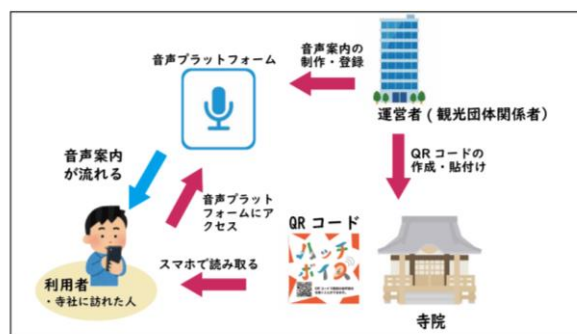 音声プラットフォーム
音声案内の
制作・登録
運営者(観光団体関係者)
音声案内
が流れる
音声プラット
フォームにア
クセス
QRコードの
作成・貼付け
QRコード
ハッチ
ボイス
スマホで読み取る
利用者
・寺社に訪れた人
寺院